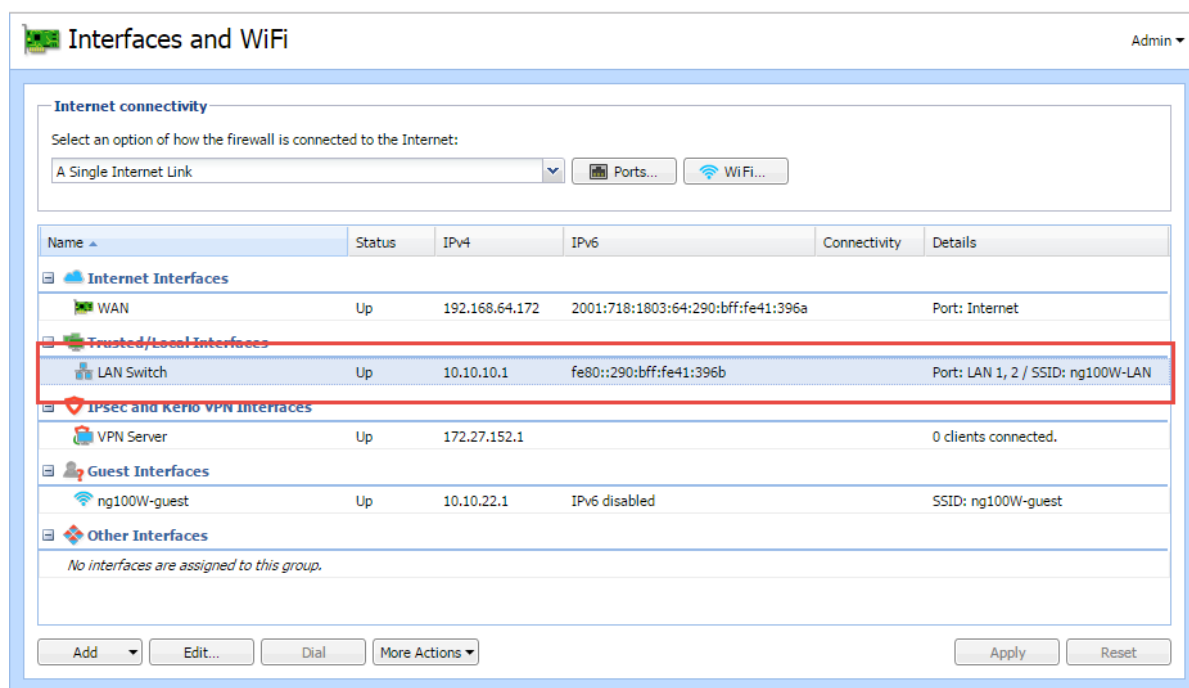 Interfaces and WiFi
Admin
Internet connectivity
Select an option of how the firewall is connected to the Internet:
A Single Internet Link Ports... WiFi...
Name Status IPv4 IPv6 Connectivity Details
Internet Interfaces
WAN Up 192.168.64.172 2001:718:1803:64:290:bff:fe41:396a Port: Internet
Trusted/Local Interfaces
LAN Switch Up 10.10.10.1 fe80::290:bff:fe41:396b Port: LAN 1, 2 / SSID: ng100W-LAN
IPsec and Kerio VPN Interfaces
VPN Server Up 172.27.152.1 0 clients connected.
Guest Interfaces
ng100W-guest Up 10.10.22.1 IPv6 disabled SSID: ng100W-guest
Other Interfaces
No interfaces are assigned to this group.
Add Edit... Dial More Actions Apply Reset